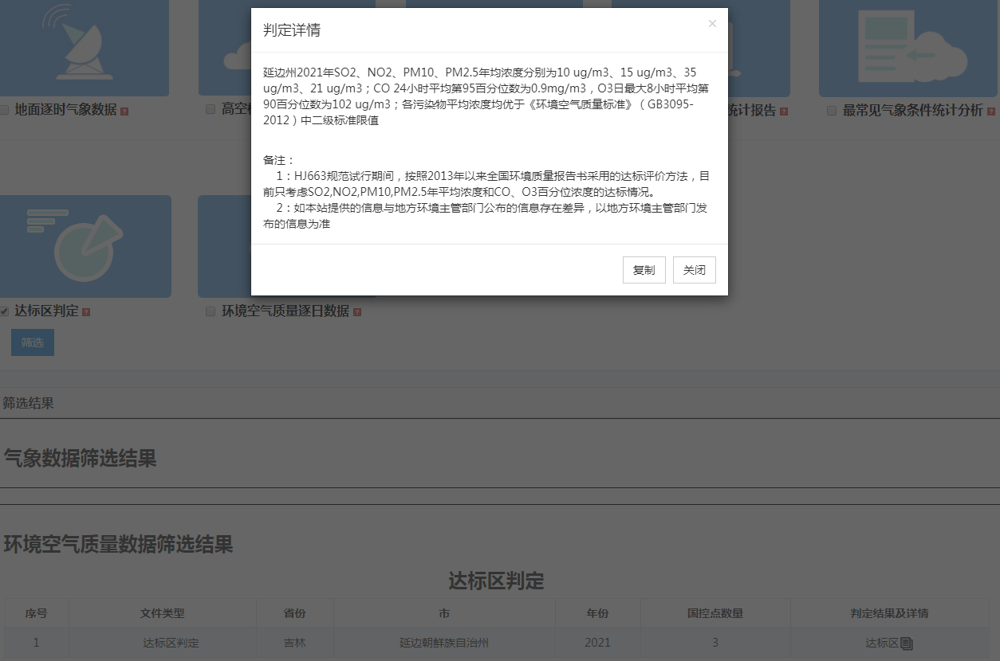 判定详情
×
延边州2021年SO2、NO2、PM10、PM2.5年均浓度分别为10 ug/m3、15 ug/m3、35
ug/m3、21 ug/m3；CO 24小时平均第95百分位数为0.9mg/m3，O3日最大8小时平均第
90百分位数为102 ug/m3；各污染物平均浓度均优于《环境空气质量标准》（GB3095-
2012）中二级标准限值
备注：
1：HJ663规范试行期间，按照2013年以来全国环境质量报告书采用的达标评价方法，目
前只考虑SO2,NO2,PM10,PM2.5年平均浓度和CO、O3百分位浓度的达标情况。
2：如本站提供的信息与地方环境主管部门公布的信息存在差异，以地方环境主管部门发
布的信息为准
复制 关闭
地面逐时气象数据 ? 高空 统计报告 ? 最常见气象条件统计分析 ?
达标区判定 ? 环境空气质量逐日数据 ?
筛选
筛选结果
气象数据筛选结果
环境空气质量数据筛选结果
达标区判定
序号 文件类型 省份 市 年份 国控点数量 判定结果及详情
1 达标区判定 吉林 延边朝鲜族自治州 2021 3 达标区